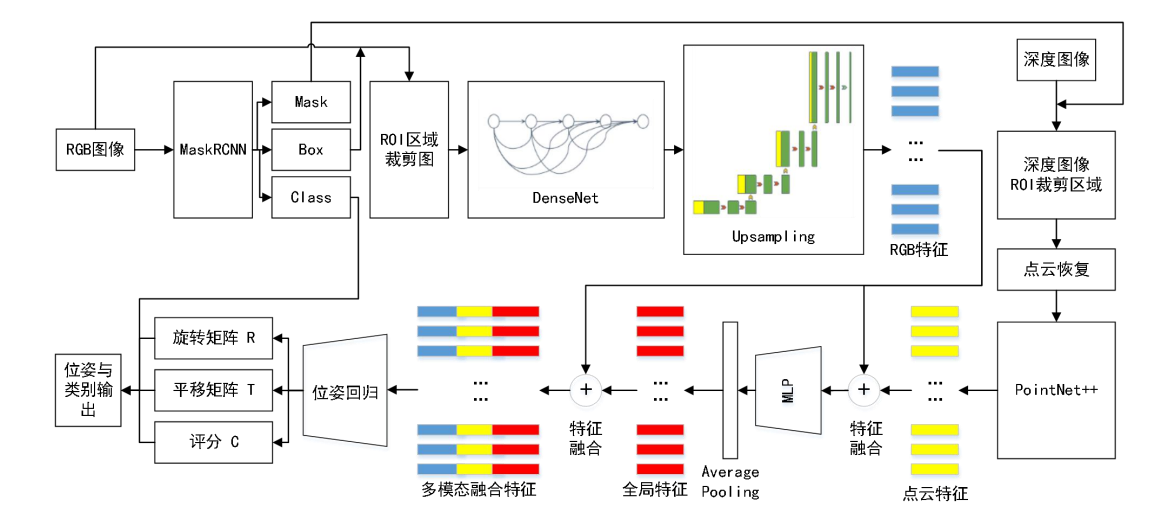 RGB图像
MaskRCNN
Mask
Box
Class
ROI区域
裁剪图
DenseNet
Upsampling
...
...
RGB特征
深度图像
深度图像
ROI裁剪区域
点云恢复
PointNet++
...
...
点云特征
+
特征
融合
MLP
Average
Pooling
...
...
全局特征
+
特征
融合
...
...
多模态融合特征
位姿回归
旋转矩阵 R
平移矩阵 T
评分 C
位姿与
类别输
出